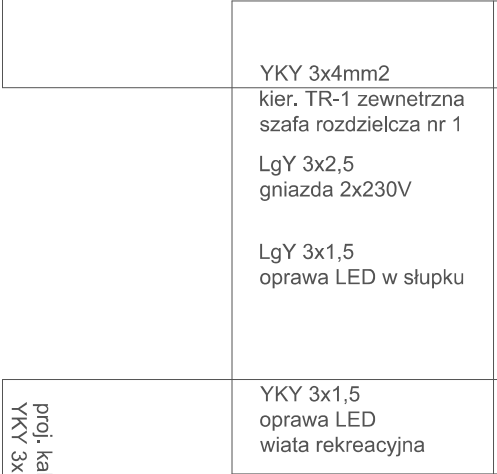 YKY 3x4mm2
kier. TR-1 zewnetrzna
szafa rozdzielcza nr 1
LgY 3x2,5
gniazda 2x230V
LgY 3x1,5
oprawa LED w słupku
YKY 3x1,5
oprawa LED
wiata rekreacyjna
proj. ka
YKY 3x